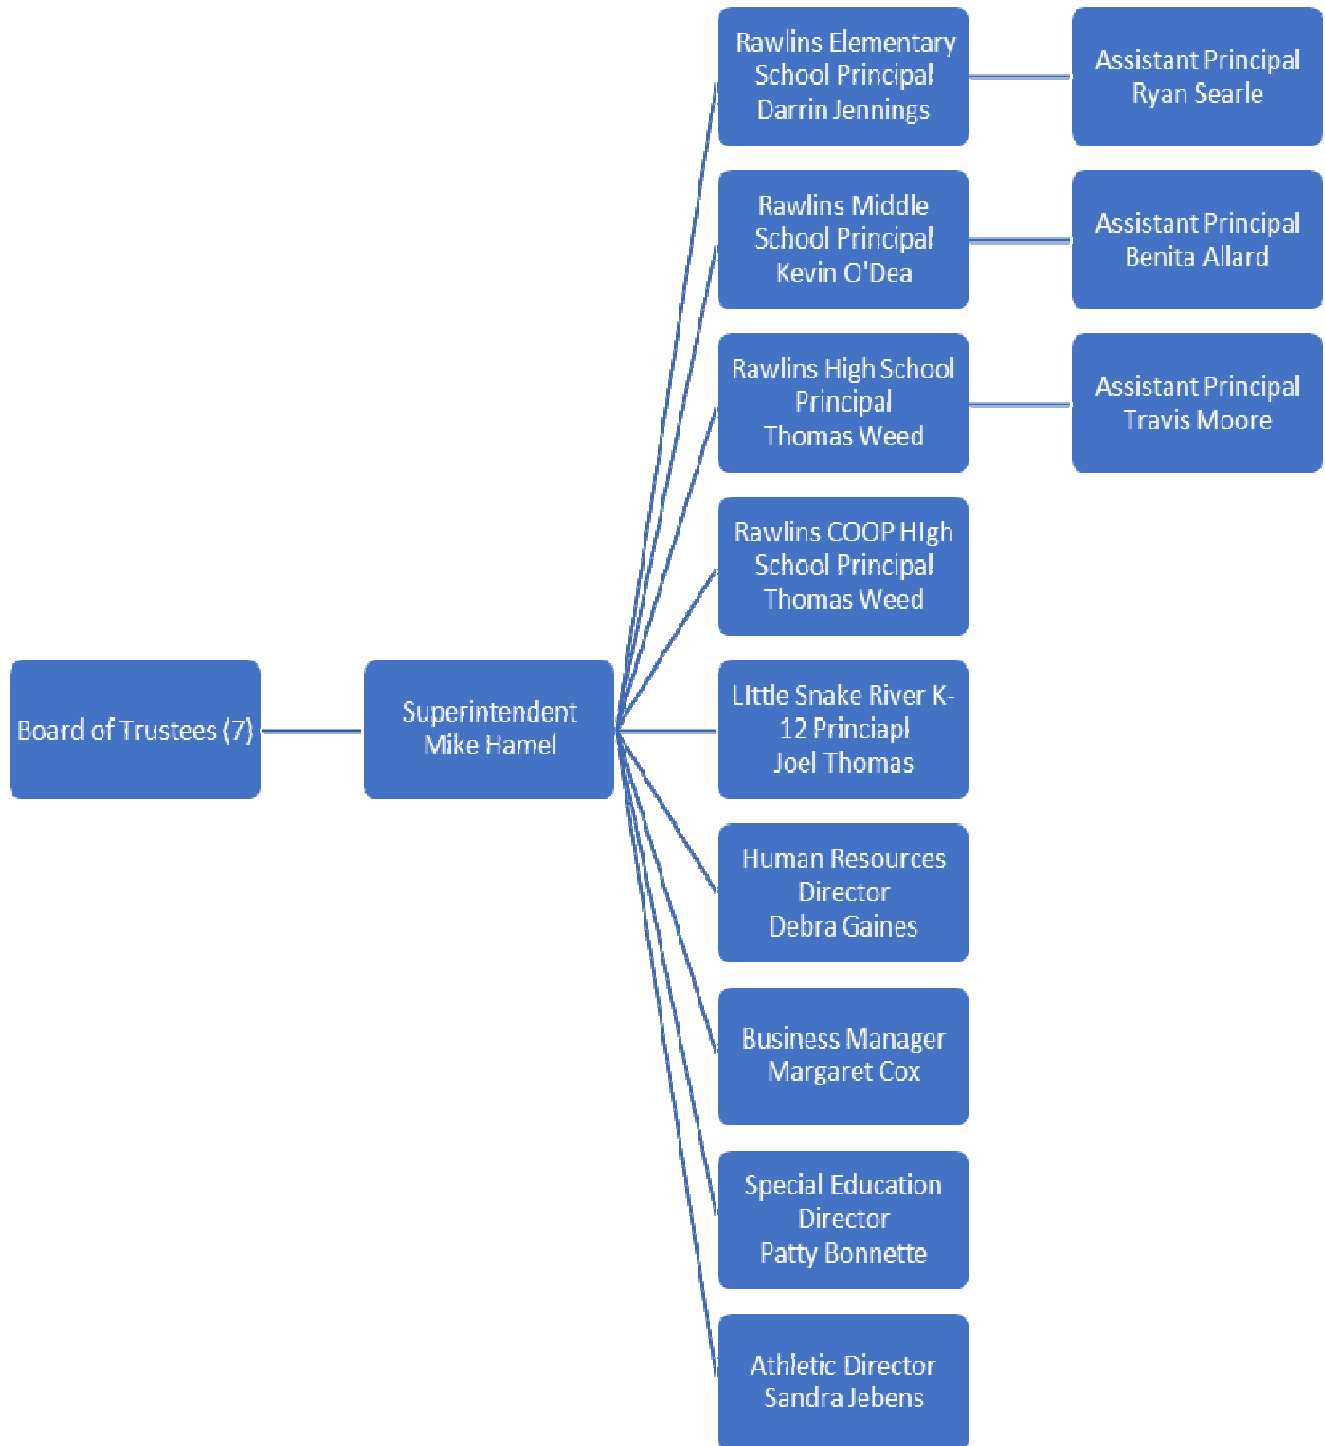 Board of Trustees (7)
Superintendent
Mike Hamel
Rawlins Elementary
School Principal
Darrin Jennings
Assistant Principal
Ryan Searle
Rawlins Middle
School Principal
Kevin O'Dea
Assistant Principal
Benita Allard
Rawlins High School
Principal
Thomas Weed
Assistant Principal
Travis Moore
Rawlins COOP HIgh
School Principal
Thomas Weed
LIttle Snake River K-
12 Princiapl
Joel Thomas
Human Resources
Director
Debra Gaines
Business Manager
Margaret Cox
Special Education
Director
Patty Bonnette
Athletic Director
Sandra Jebens